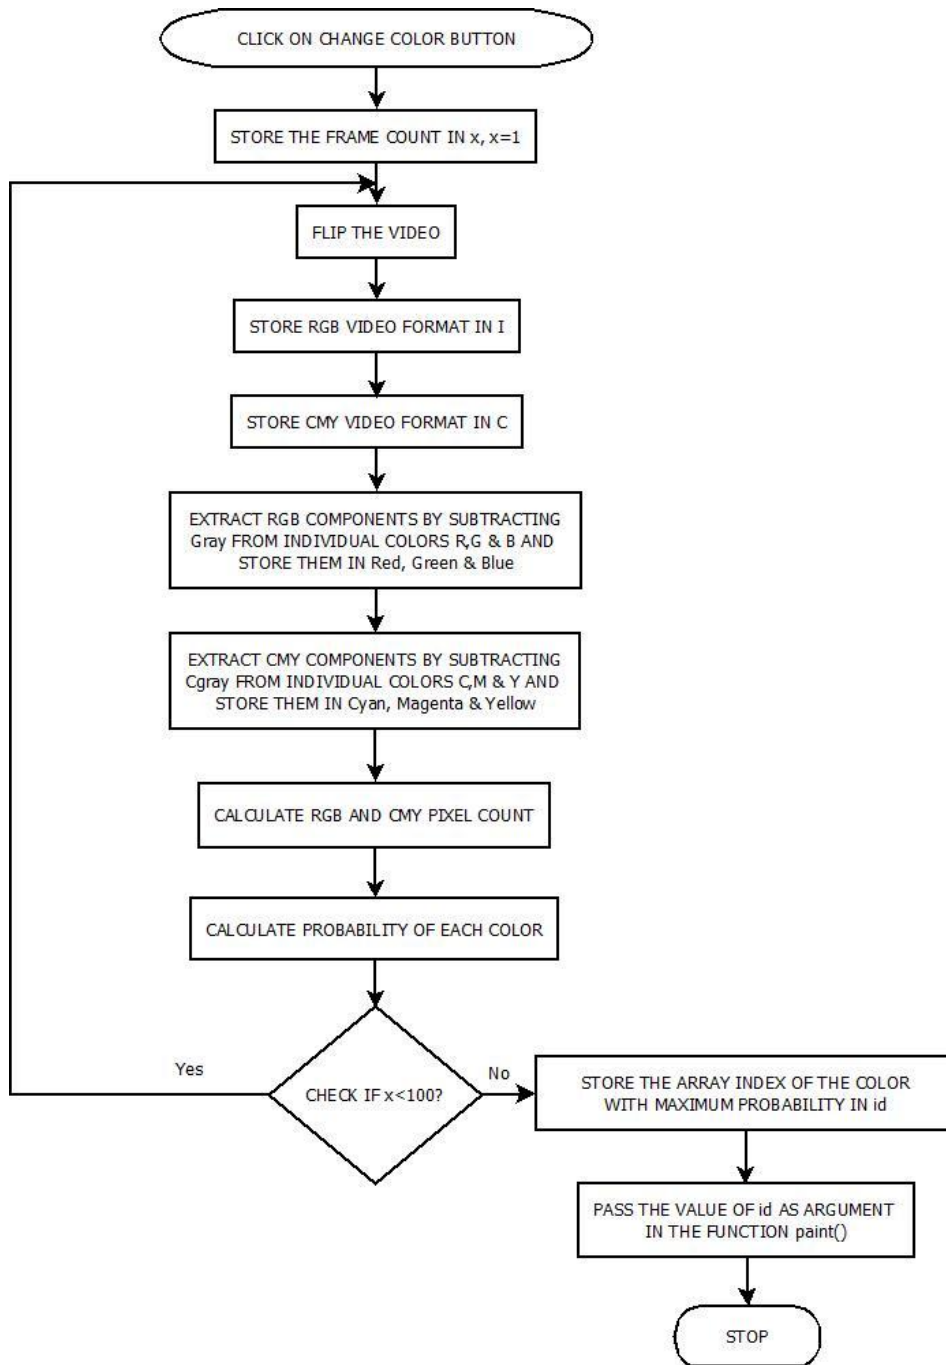 CLICK ON CHANGE COLOR BUTTON
STORE THE FRAME COUNT IN x, x=1
FLIP THE VIDEO
STORE RGB VIDEO FORMAT IN I
STORE CMY VIDEO FORMAT IN C
EXTRACT RGB COMPONENTS BY SUBTRACTING
Gray FROM INDIVIDUAL COLORS R,G & B AND
STORE THEM IN Red, Green & Blue
EXTRACT CMY COMPONENTS BY SUBTRACTING
Cgray FROM INDIVIDUAL COLORS C,M & Y AND
STORE THEM IN Cyan, Magenta & Yellow
CALCULATE RGB AND CMY PIXEL COUNT
CALCULATE PROBABILITY OF EACH COLOR
CHECK IF x<100?
Yes
No
STORE THE ARRAY INDEX OF THE COLOR
WITH MAXIMUM PROBABILITY IN id
PASS THE VALUE OF id AS ARGUMENT
IN THE FUNCTION paint()
STOP